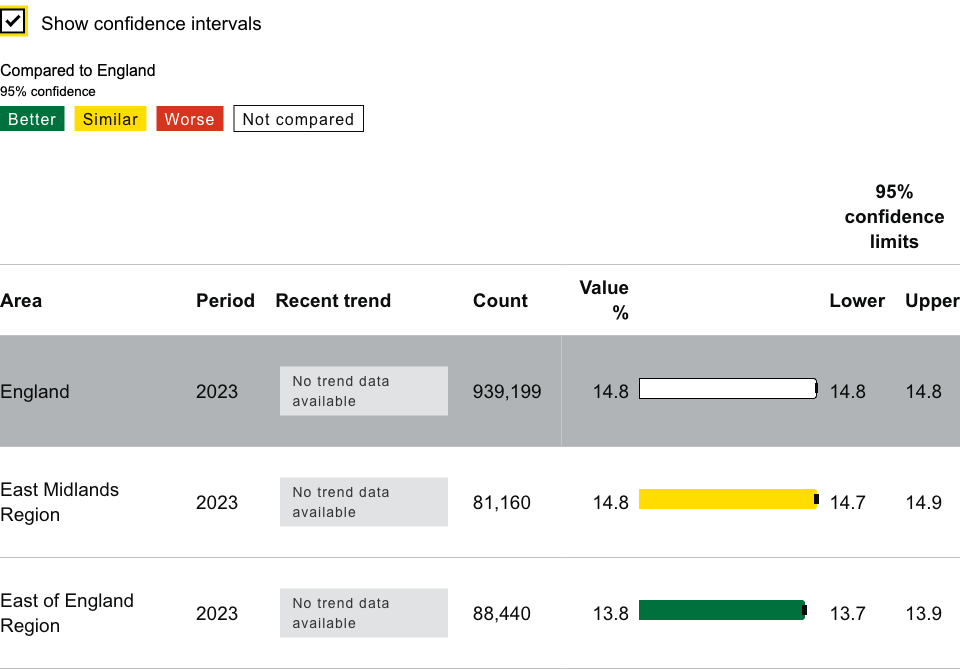 Show confidence intervals
Compared to England
95% confidence
Better Similar Worse Not compared
95%
confidence
limits
Area Period Recent trend Count Value
% Lower Upper
England 2023 No trend data
available 939,199 14.8 14.8 14.8
East Midlands
Region 2023 No trend data
available 81,160 14.8 14.7 14.9
East of England
Region 2023 No trend data
available 88,440 13.8 13.7 13.9